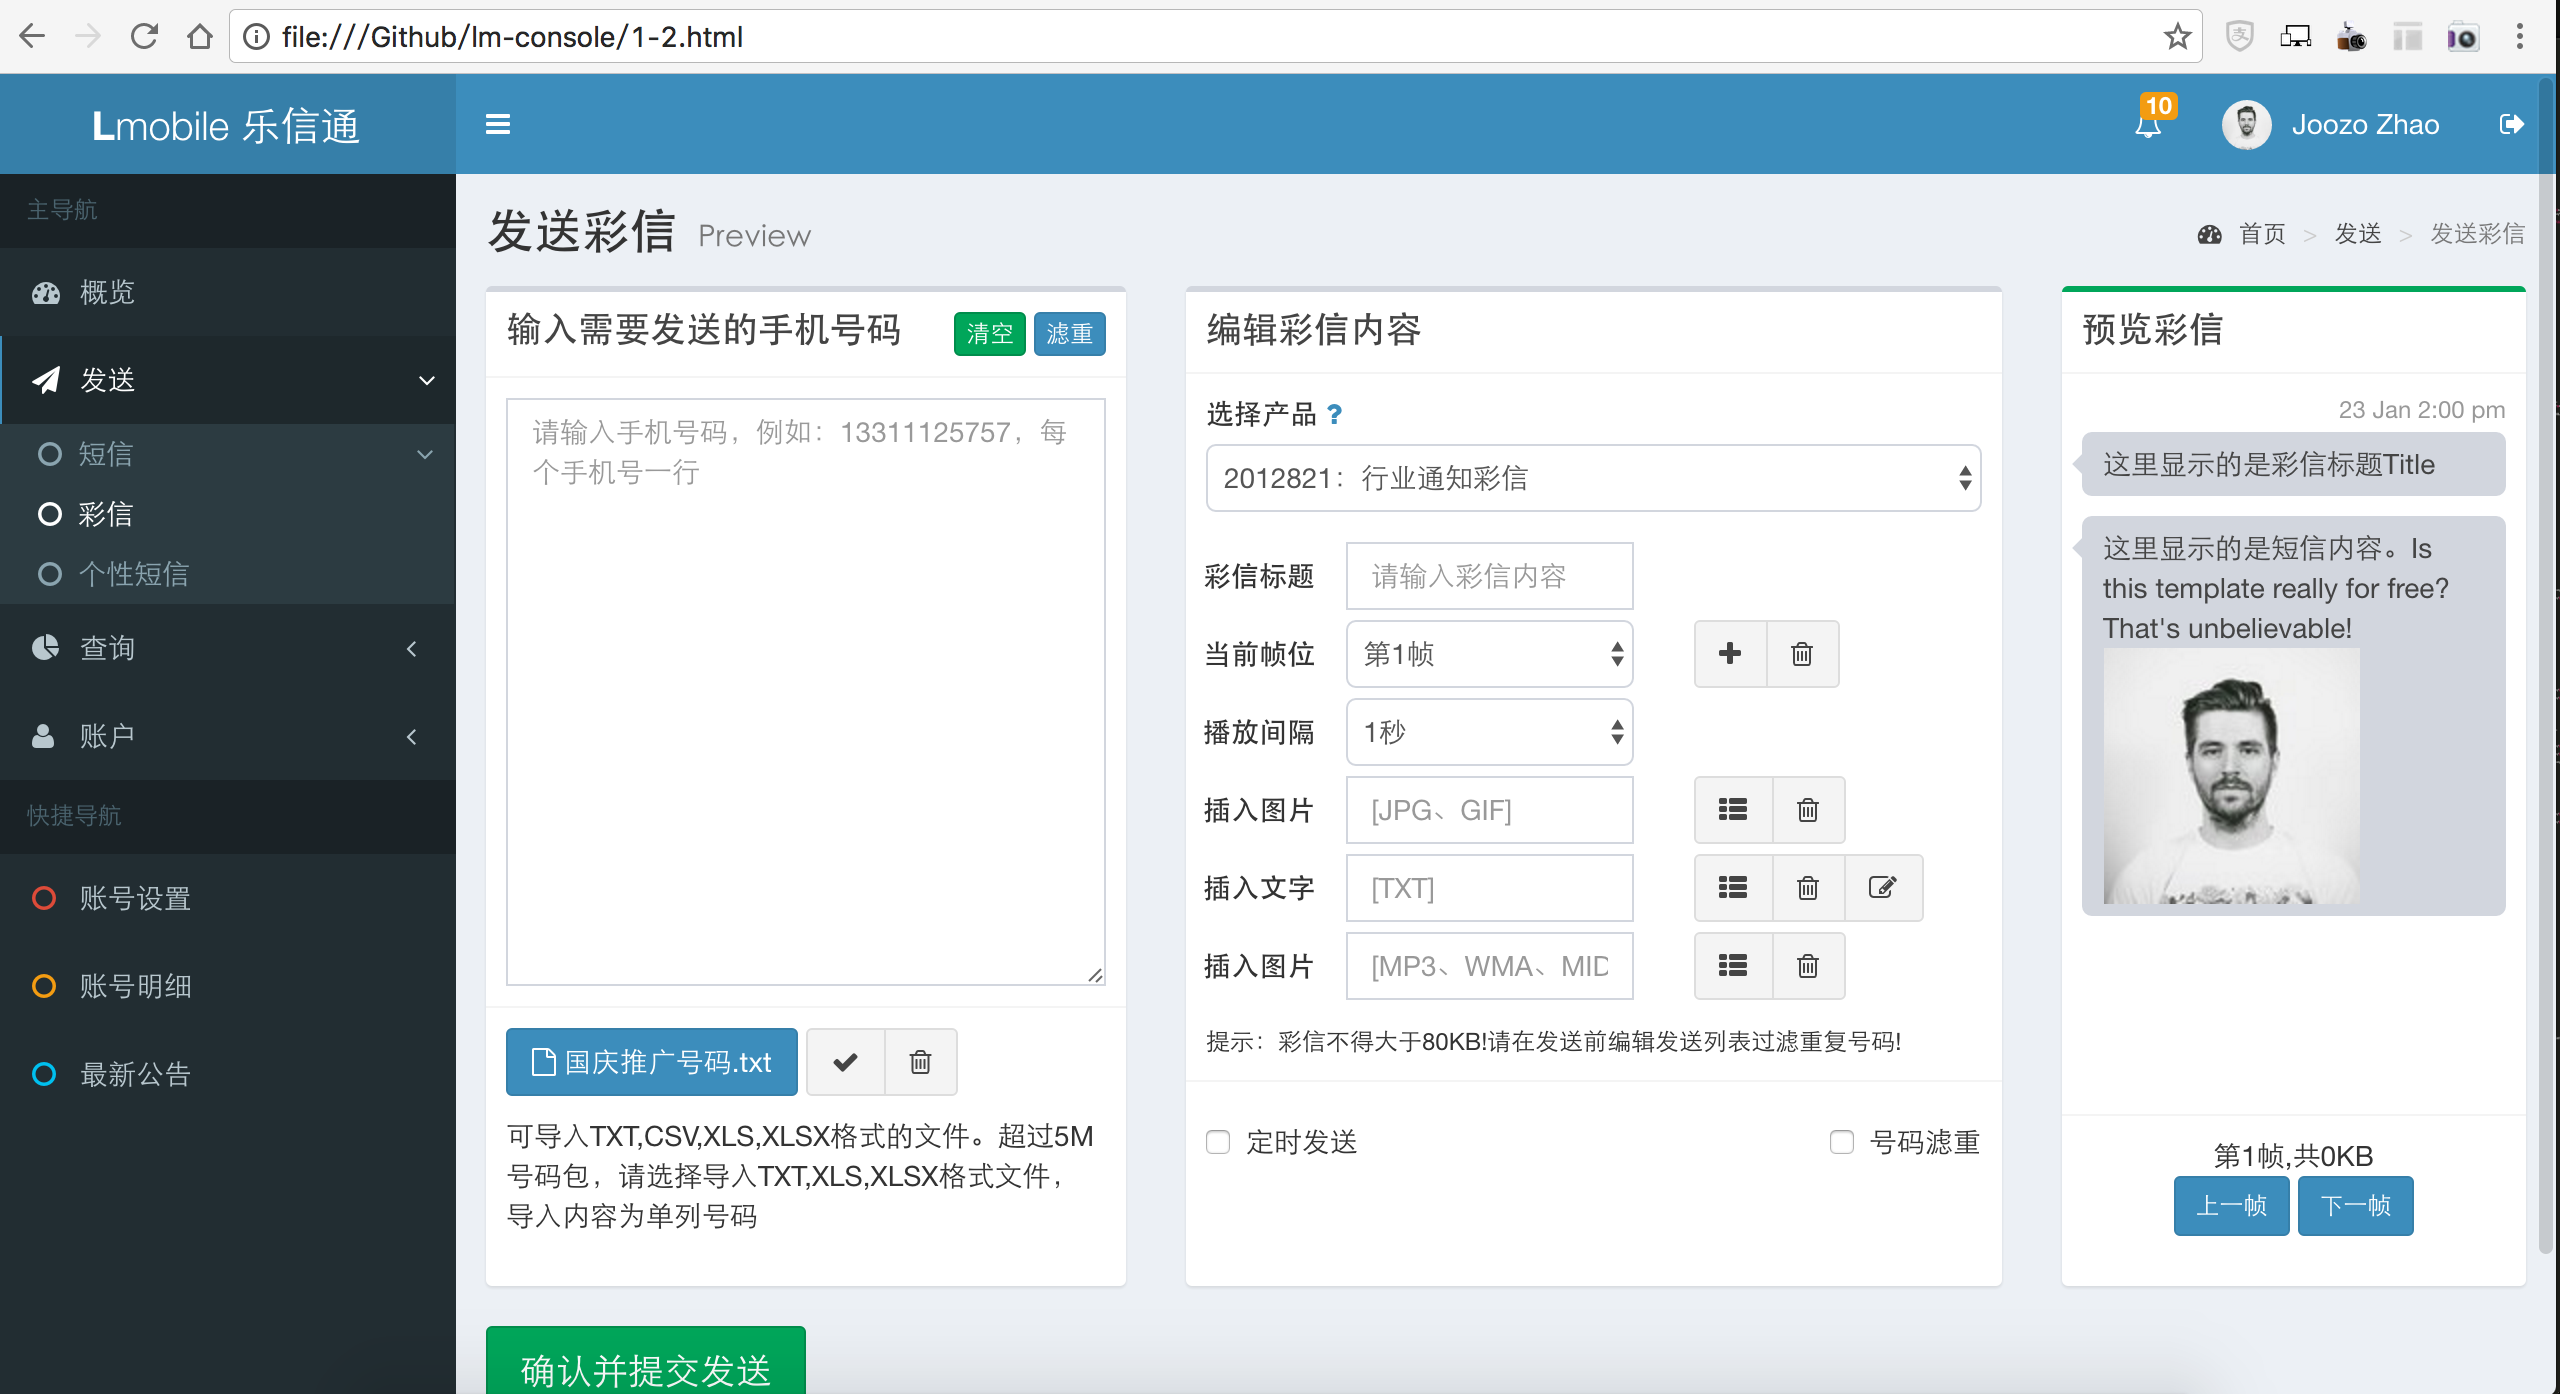 file:///Github/lm-console/1-2.html
Lmobile 乐信通
10
Joozo Zhao
主导航
概览
发送
短信
彩信
个性短信
查询
账户
快捷导航
账号设置
账号明细
最新公告
发送彩信 Preview
首页 > 发送 > 发送彩信
输入需要发送的手机号码
清空
滤重
请输入手机号码，例如：13311125757，每
个手机号一行
国庆推广号码.txt
可导入TXT,CSV,XLS,XLSX格式的文件。超过5M
号码包，请选择导入TXT,XLS,XLSX格式文件，
导入内容为单列号码
编辑彩信内容
选择产品 ?
2012821：行业通知彩信
彩信标题 请输入彩信内容
当前帧位 第1帧
播放间隔 1秒
插入图片 [JPG、GIF]
插入文字 [TXT]
插入图片 [MP3、WMA、MID
提示：彩信不得大于80KB!请在发送前编辑发送列表过滤重复号码!
定时发送
号码滤重
预览彩信
23 Jan 2:00 pm
这里显示的是彩信标题Title
这里显示的是短信内容。Is
this template really for free?
That's unbelievable!
第1帧,共0KB
上一帧
下一帧
确认并提交发送